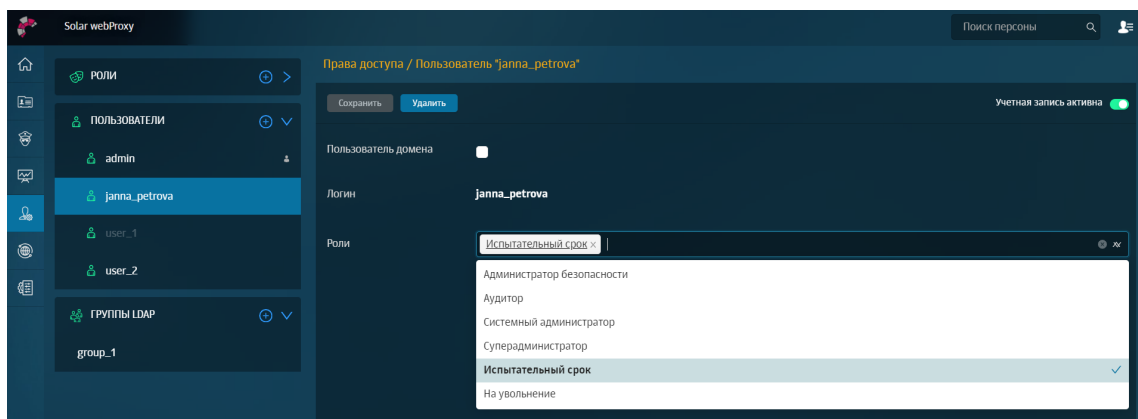 Solar webProxy
Поиск персоны
РОЛИ
ПОЛЬЗОВАТЕЛИ
admin
janna_petrova
user_1
user_2
ГРУППЫ LDAP
group_1
Права доступа / Пользователь "janna_petrova"
Сохранить Удалить Учетная запись активна
Пользователь домена
Логин janna_petrova
Роли Испытательный срок ×
Администратор безопасности
Аудитор
Системный администратор
Суперадминистратор
Испытательный срок
На увольнение